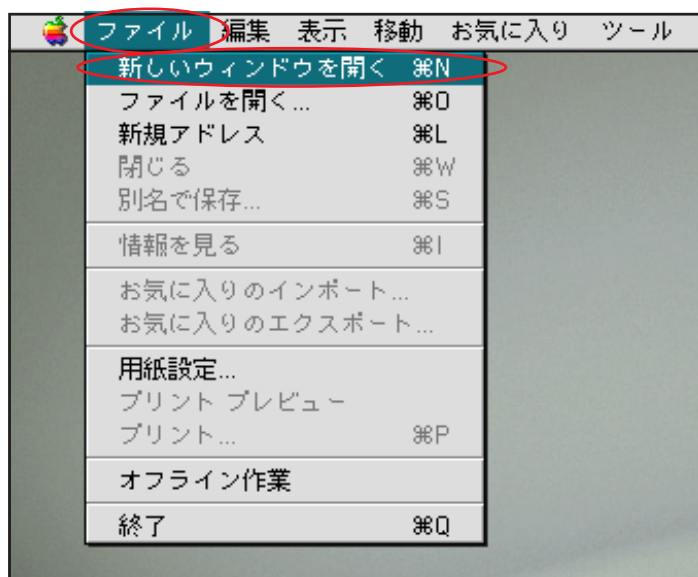 ファイル 編集 表示 移動 お気に入り ツール
新しいウィンドウを開く ⌘N
ファイルを開く... ⌘O
新規アドレス ⌘L
閉じる ⌘W
別名で保存... ⌘S
情報を見る ⌘I
お気に入りのインポート...
お気に入りのエクスポート...
用紙設定...
プリント プレビュー
プリント... ⌘P
オフライン作業
終了 ⌘Q